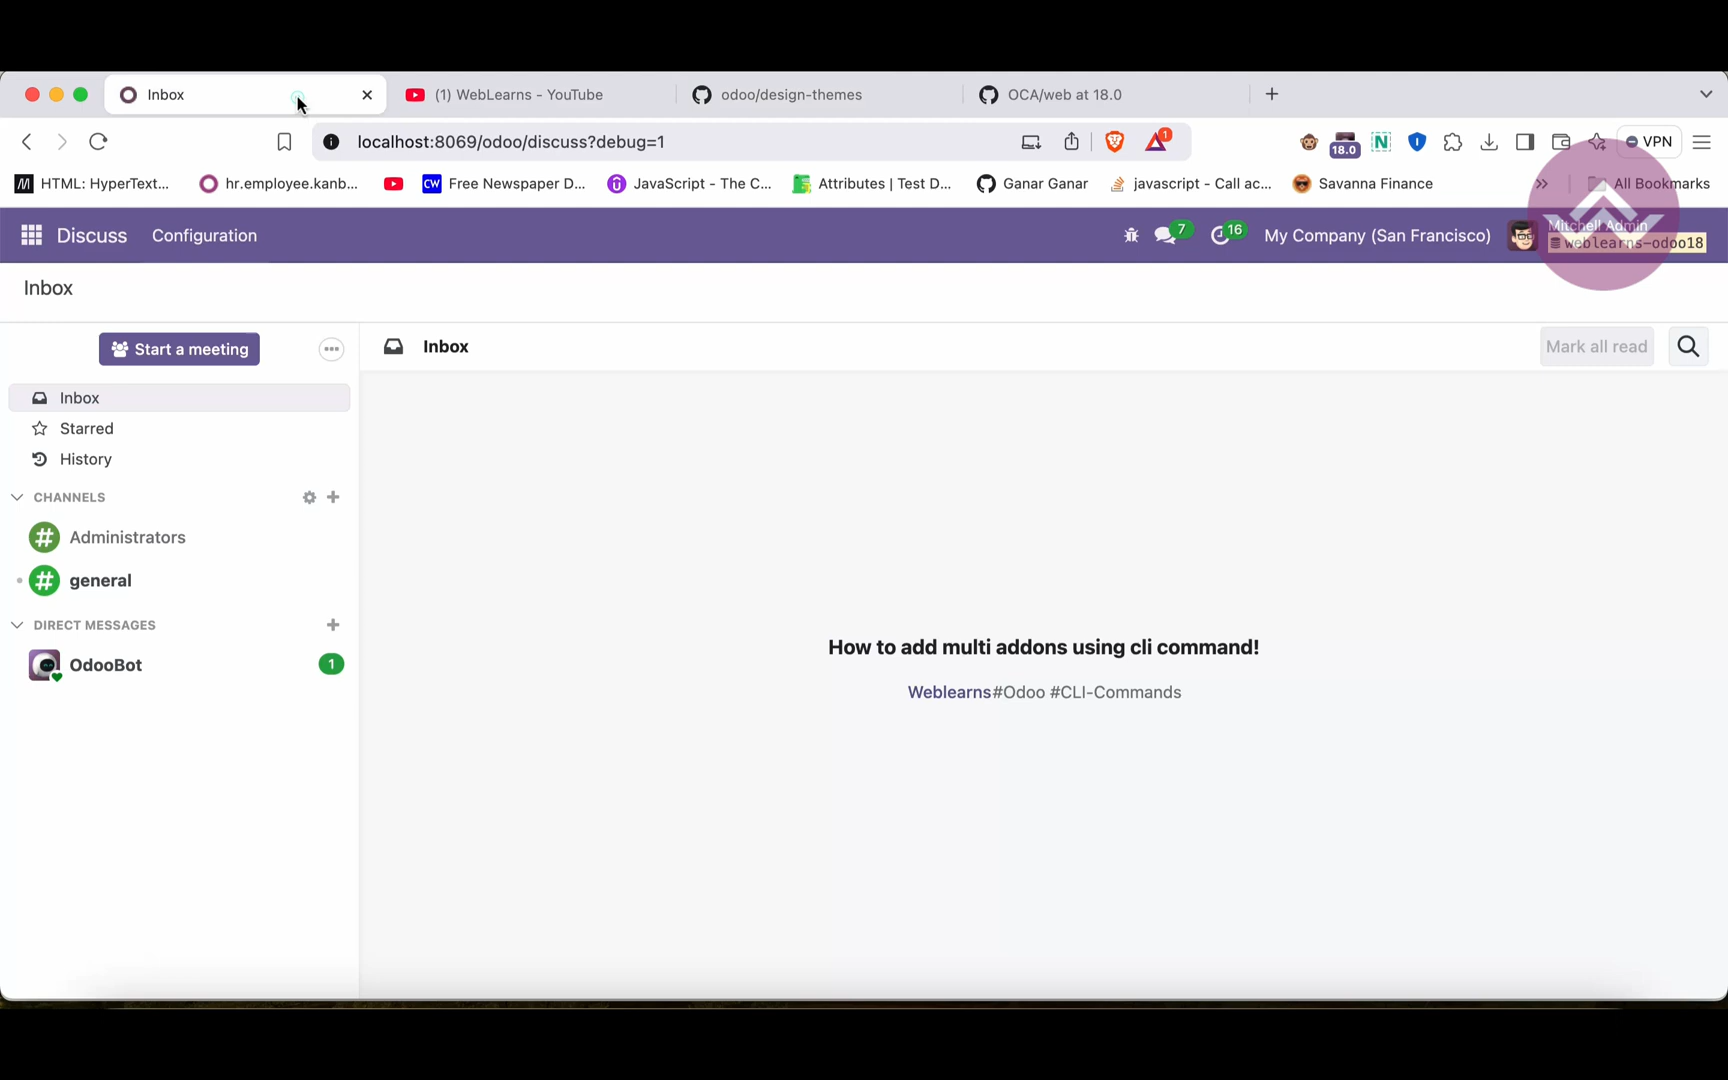 Inbox
(1) WebLearns - YouTube
odoo/design-themes
OCA/web at 18.0
localhost:8069/odoo/discuss?debug=1
1
18.0
N
VPN
HTML: HyperText...
hr.employee.kanb...
CW Free Newspaper D...
JavaScript - The C...
Attributes | Test D...
Ganar Ganar
javascript - Call ac...
Savanna Finance
All Bookmarks
Discuss
Configuration
7
16
My Company (San Francisco)
Mitchell Admin
weblearns-odoo18
Inbox
Start a meeting
Inbox
Mark all read
Inbox
Starred
History
CHANNELS
Administrators
general
DIRECT MESSAGES
OdooBot
1
How to add multi addons using cli command!
Weblearns#Odoo #CLI-Commands